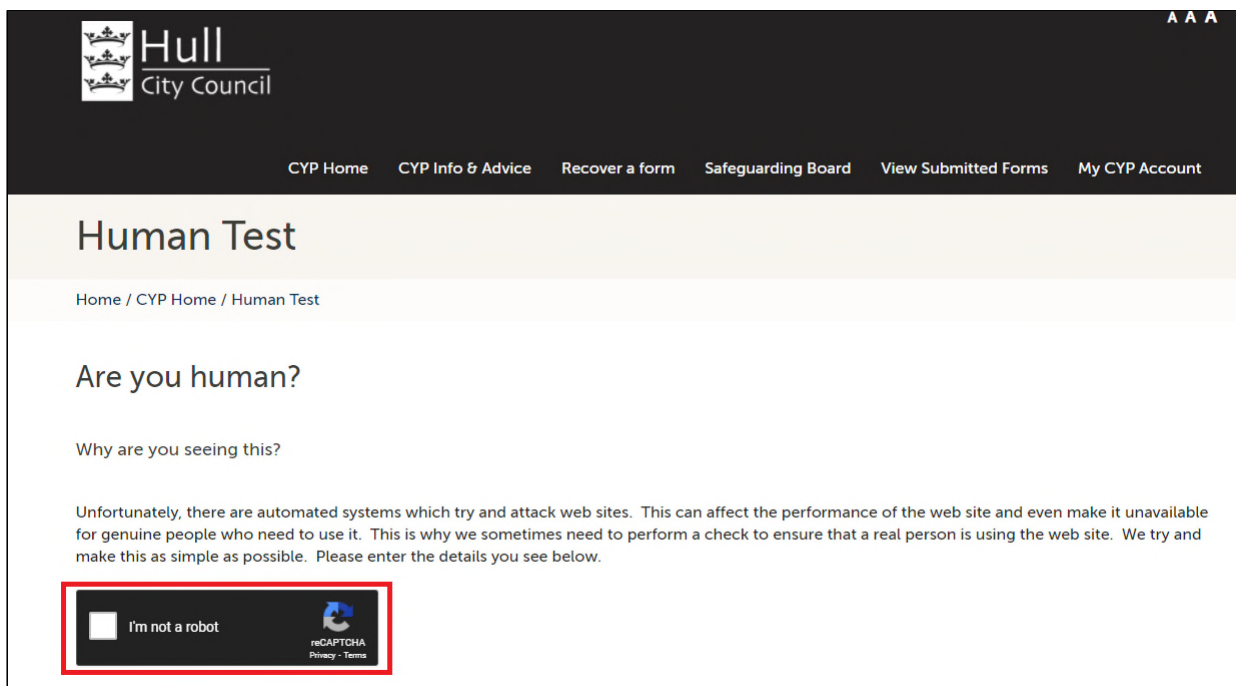 A A A
Hull
City Council
CYP Home CYP Info & Advice Recover a form Safeguarding Board View Submitted Forms My CYP Account
Human Test
Home / CYP Home / Human Test
Are you human?
Why are you seeing this?
Unfortunately, there are automated systems which try and attack web sites. This can affect the performance of the web site and even make it unavailable
for genuine people who need to use it. This is why we sometimes need to perform a check to ensure that a real person is using the web site. We try and
make this as simple as possible. Please enter the details you see below.
I'm not a robot
reCAPTCHA
Privacy - Terms